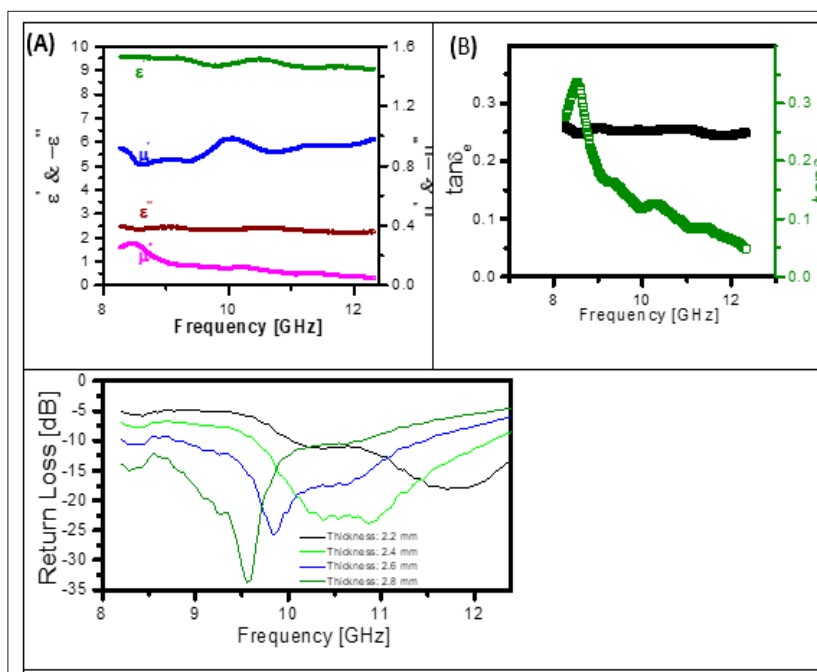 (A)
10
9
8
7
6
5
4
3
2
1
0
ε' & -ε"
ε'
μ'
ε"
μ"
1.6
1.2
0.8
0.4
0.0
8 10 12
Frequency [GHz]
(B)
0.3
0.2
0.1
0.0
tanδe
0.3
0.2
0.1
0.0
8 10 12
Frequency [GHz]
0
-5
-10
-15
-20
-25
-30
-35
Return Loss [dB]
Thickness: 2.2 mm
Thickness: 2.4 mm
Thickness: 2.6 mm
Thickness: 2.8 mm
8 9 10 11 12
Frequency [GHz]